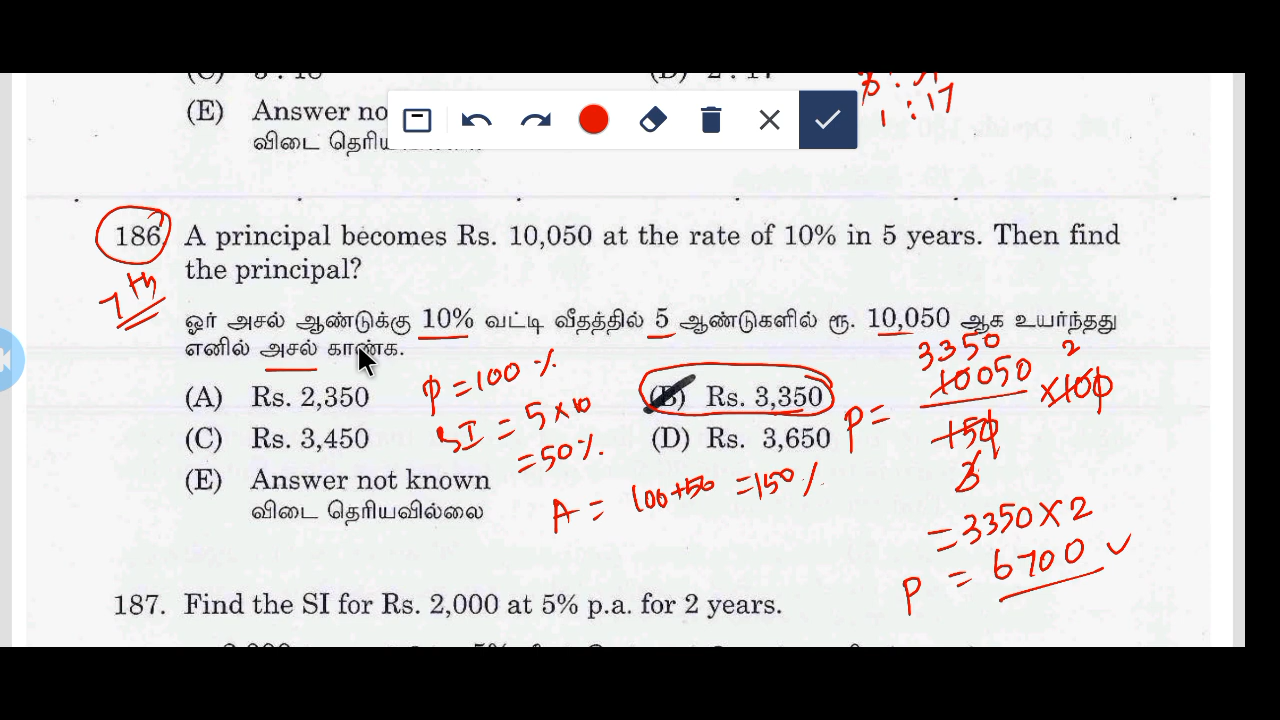 (E) Answer no
1 : 17
186. A principal becomes Rs. 10,050 at the rate of 10% in 5 years. Then find
the principal?
7th
ஓர் அசல் ஆண்டுக்கு 10% வட்டி வீதத்தில் 5 ஆண்டுகளில் ரூ. 10,050 ஆக உயர்ந்தது
எனில் அசல் காண்க.
(A) Rs. 2,350
(B) Rs. 3,350
(C) Rs. 3,450
(D) Rs. 3,650
(E) Answer not known
விடை தெரியவில்லை
P = 100 %
SI = 5 x 10
= 50 %
A = 100+50 = 150 %
3350
2
P = 10050 x 100
150
3
= 3350 x 2
P = 6700
187. Find the SI for Rs. 2,000 at 5% p.a. for 2 years.